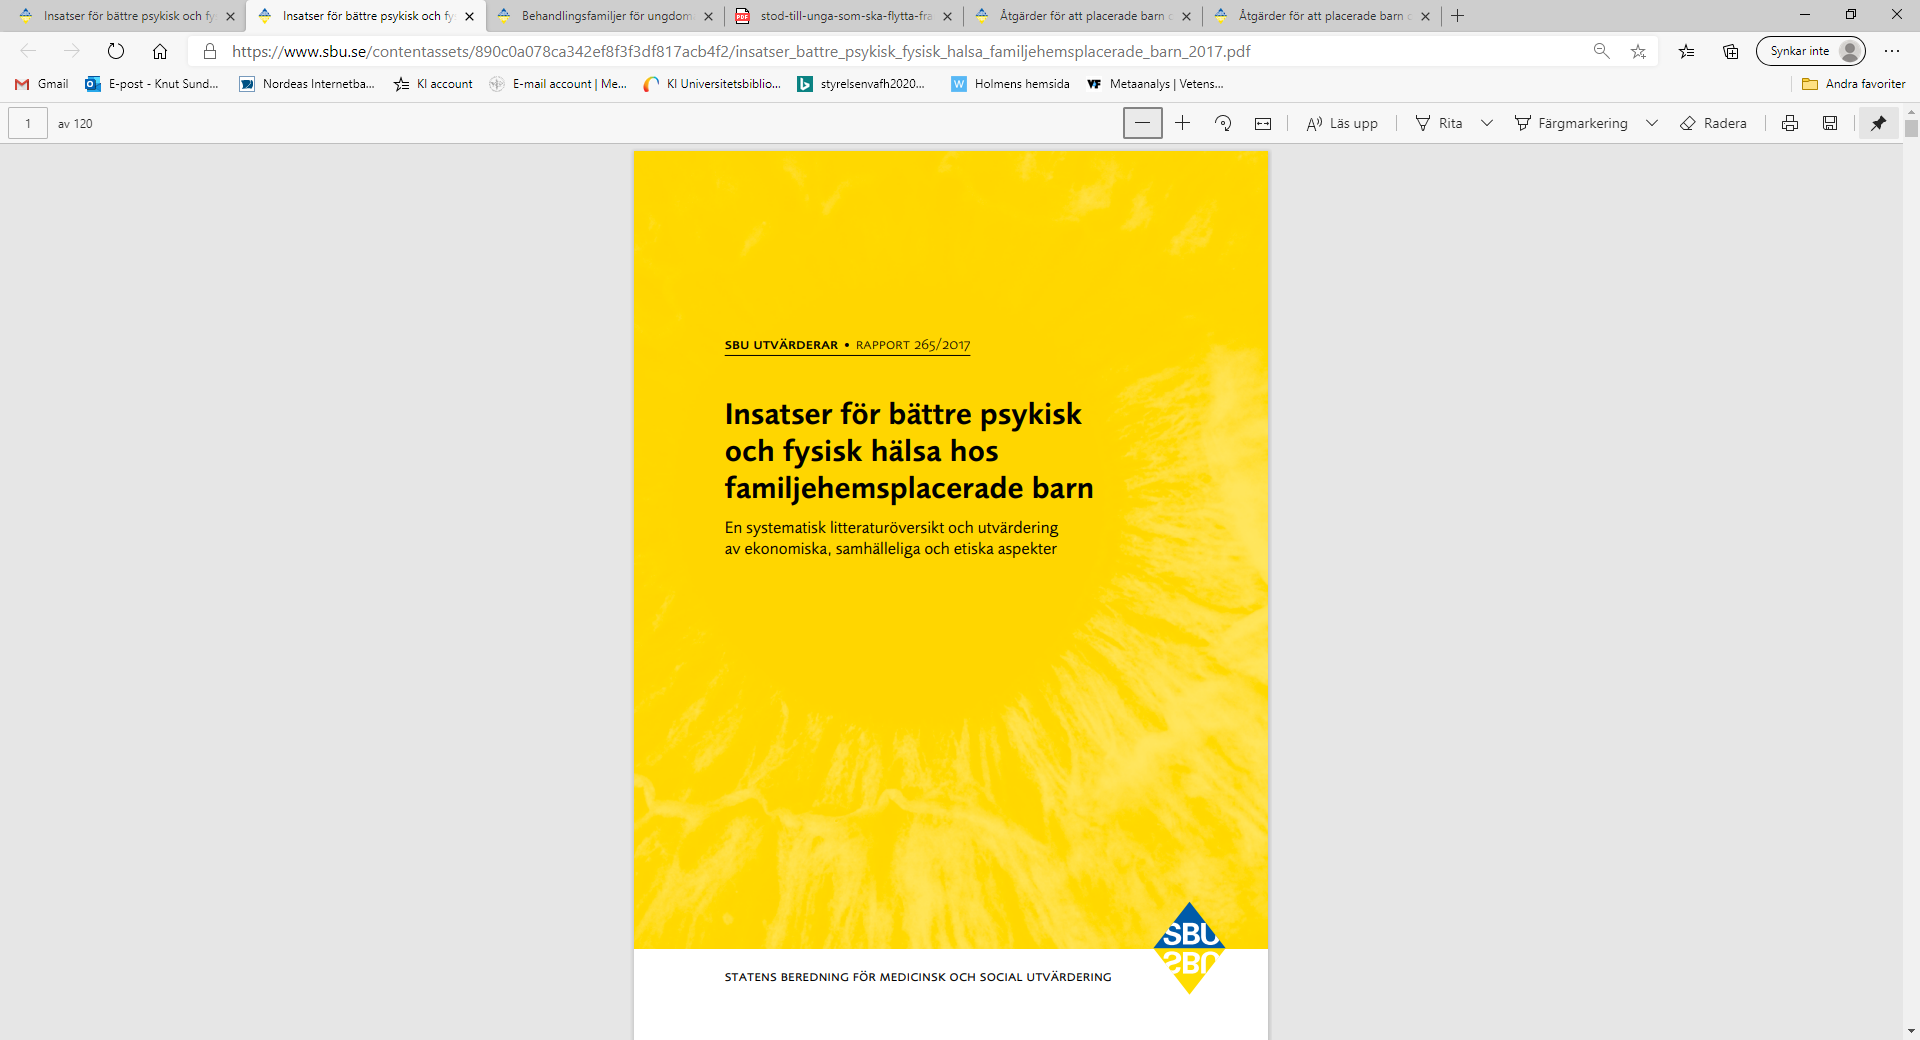 Insatser för bättre psykisk och fy
Insatser för bättre psykisk och fys
Behandlingsfamiljer för ungdom
stod-till-unga-som-ska-flytta-fra
Åtgärder för att placerade barn o
Åtgärder för att placerade barn o
https://www.sbu.se/contentassets/890c0a078ca342ef8f3f3df817acb4f2/insatser_battre_psykisk_fysisk_halsa_familjehemsplacerade_barn_2017.pdf
Synkar inte
Gmail
E-post - Knut Sund...
Nordeas Internetba...
KI account
E-mail account | Me...
KI Universitetsbiblio...
styrelsenvafh2020...
Holmens hemsida
Metaanalys | Vetens...
Andra favoriter
1 av 120
Läs upp
Rita
Färgmarkering
Radera
SBU UTVÄRDERAR • RAPPORT 265/2017
Insatser för bättre psykisk
och fysisk hälsa hos
familjehemsplacerade barn
En systematisk litteraturöversikt och utvärdering
av ekonomiska, samhälleliga och etiska aspekter
SBU
SBU
STATENS BEREDNING FÖR MEDICINSK OCH SOCIAL UTVÄRDERING